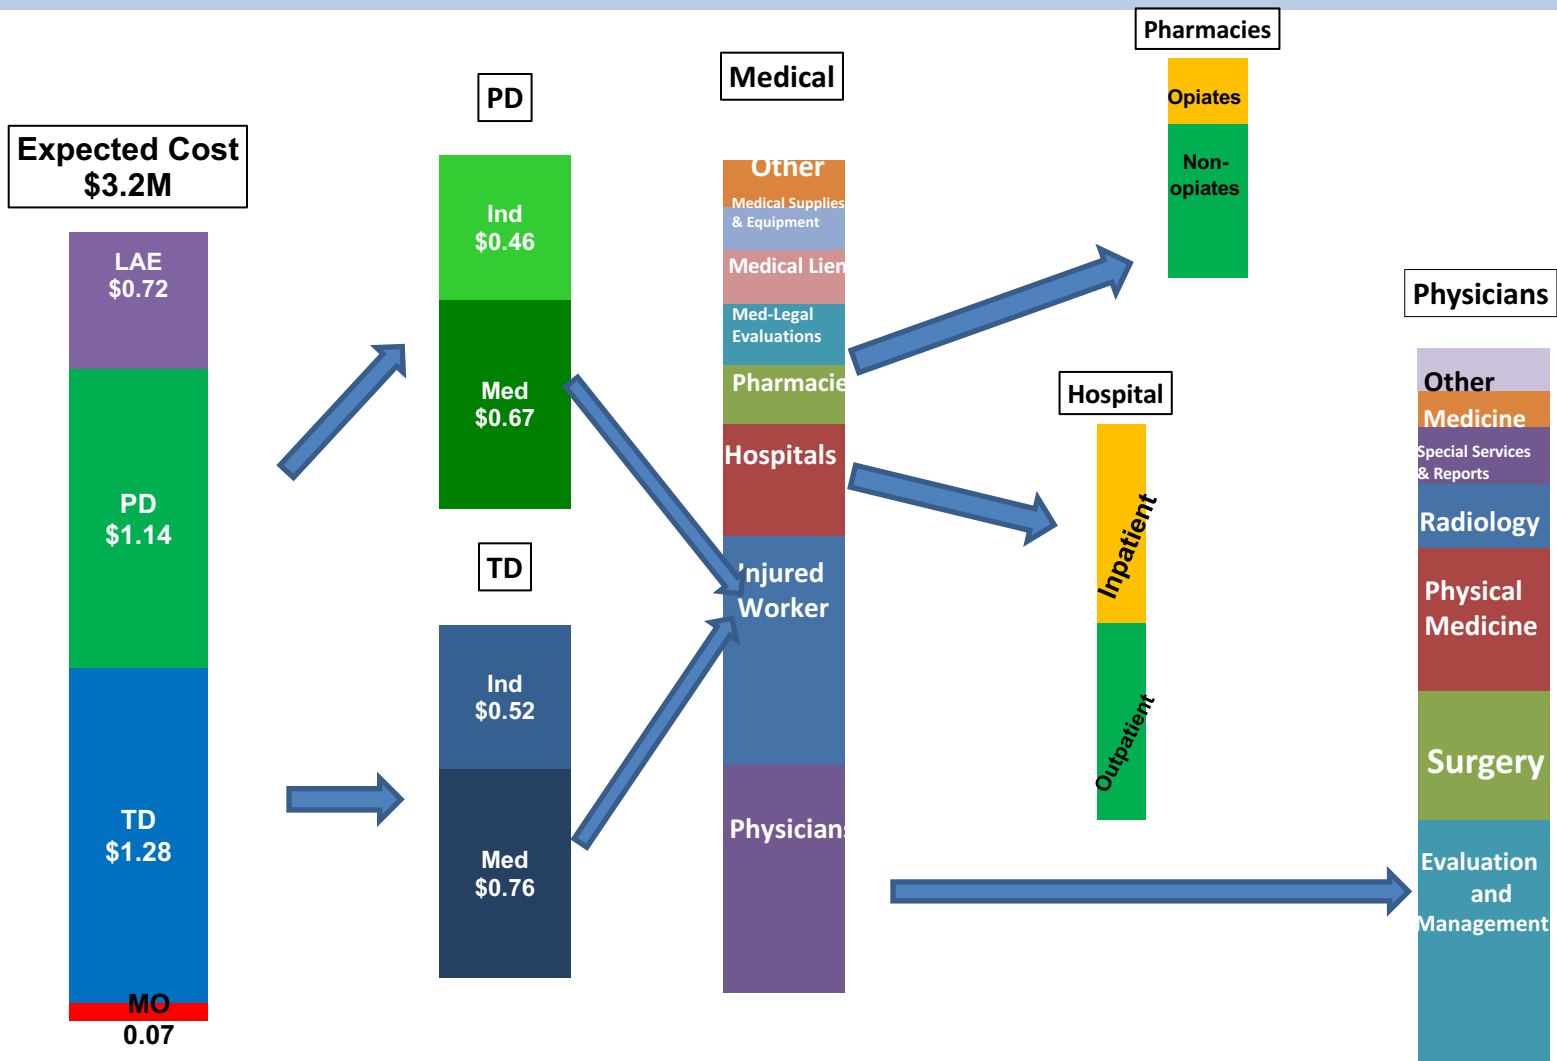 Expected Cost
$3.2M
LAE
$0.72
PD
$1.14
TD
$1.28
MO
0.07
PD
Ind
$0.46
Med
$0.67
TD
Ind
$0.52
Med
$0.76
Medical
Other
Medical Supplies
& Equipment
Medical Lien
Med-Legal
Evaluations
Pharmacie
Hospitals
Injured
Worker
Physicians
Pharmacies
Opiates
Non-
opiates
Hospital
Inpatient
Outpatient
Physicians
Other
Medicine
Special Services
& Reports
Radiology
Physical
Medicine
Surgery
Evaluation
and
Management